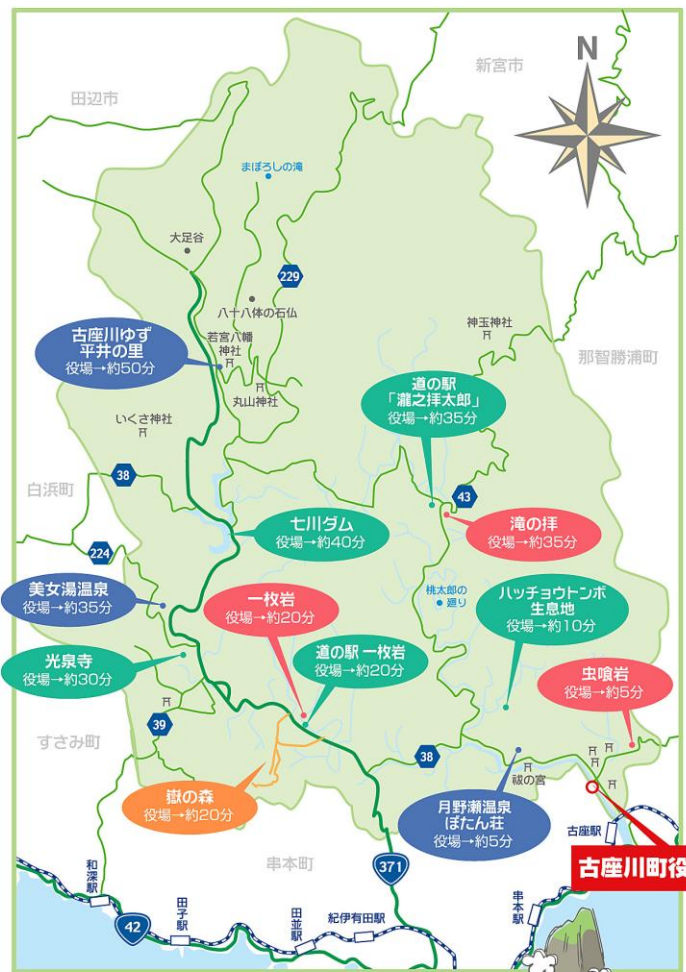 N
新宮市
田辺市
まぼろしの滝
大足谷
229
八十八体の石仏
古座川ゆず
平井の里
役場→約50分
若宮八幡
神社
丸山神社
神玉神社
那智勝浦町
道の駅
「瀧之拝太郎」
役場→約35分
いくさ神社
38
43
白浜町
七川ダム
役場→約40分
滝の拝
役場→約35分
224
美女湯温泉
役場→約35分
一枚岩
役場→約20分
桃太郎の
廻り
ハッチョウトンボ
生息地
役場→約10分
光泉寺
役場→約30分
道の駅 一枚岩
役場→約20分
虫喰岩
役場→約5分
39
すさみ町
38
祓の宮
嶽の森
役場→約20分
月野瀬温泉
ぼたん荘
役場→約5分
古座駅
古座川町役
串本町
371
和深駅
42
田子駅
田並駅
紀伊有田駅
串本駅